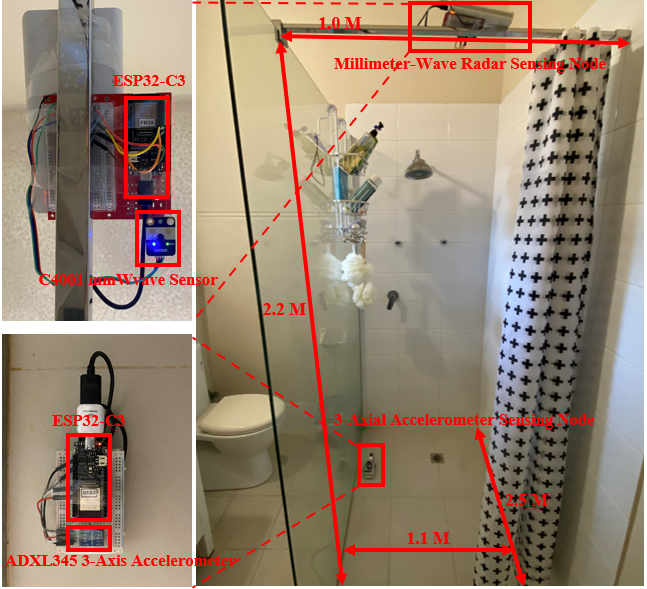 1.0 M
Millimeter-Wave Radar Sensing Node
ESP32-C3
C4001 mmWvave Sensor
2.2 M
ESP32-C3
3 Axial Accelerometer Sensing Node
2.5 M
1.1 M
ADXL345 3-Axis Accelerometer